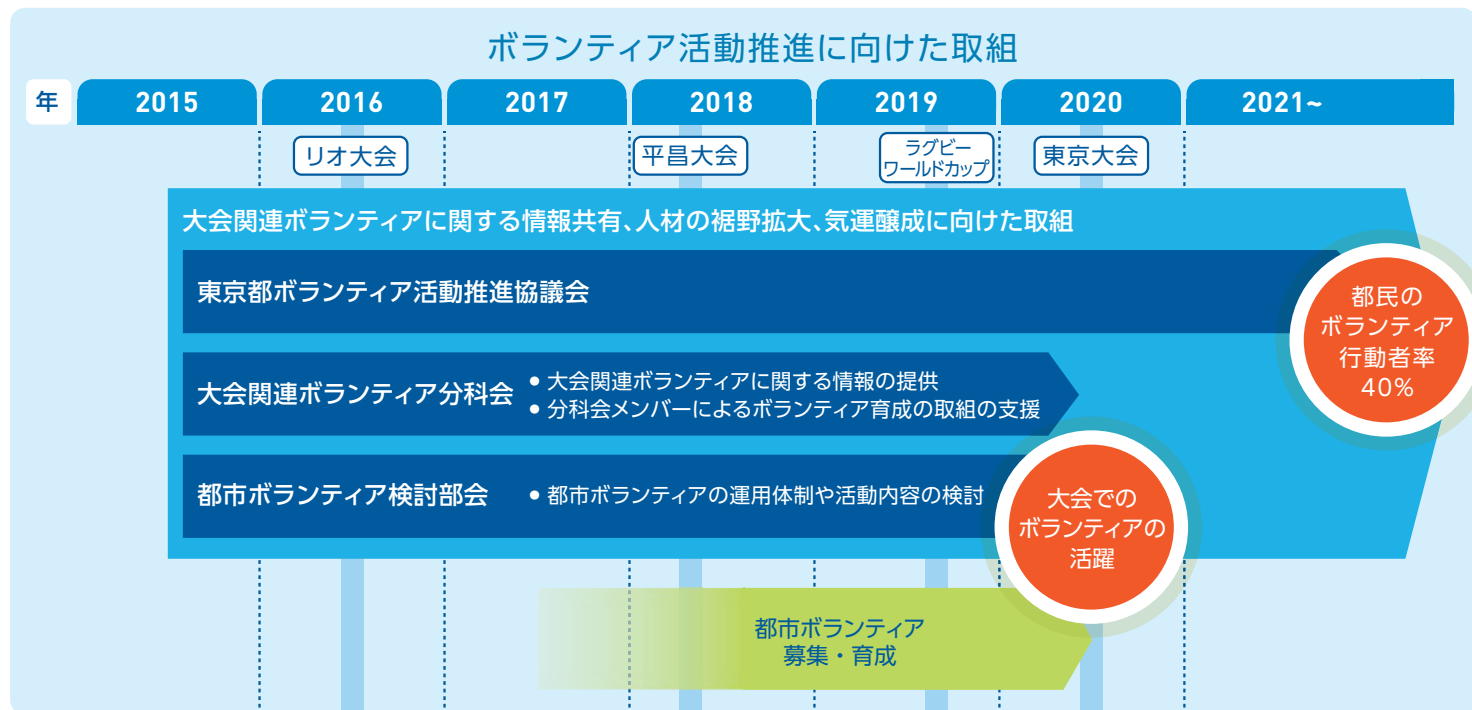 ボランティア活動推進に向けた取組
年 2015 2016 2017 2018 2019 2020 2021~
リオ大会
平昌大会
ラグビー
ワールドカップ
東京大会
大会関連ボランティアに関する情報共有、人材の裾野拡大、気運醸成に向けた取組
東京都ボランティア活動推進協議会
都民の
ボランティア
行動者率
40%
大会関連ボランティア分科会
● 大会関連ボランティアに関する情報の提供
● 分科会メンバーによるボランティア育成の取組の支援
都市ボランティア検討部会
● 都市ボランティアの運用体制や活動内容の検討
大会での
ボランティアの
活躍
都市ボランティア
募集・育成